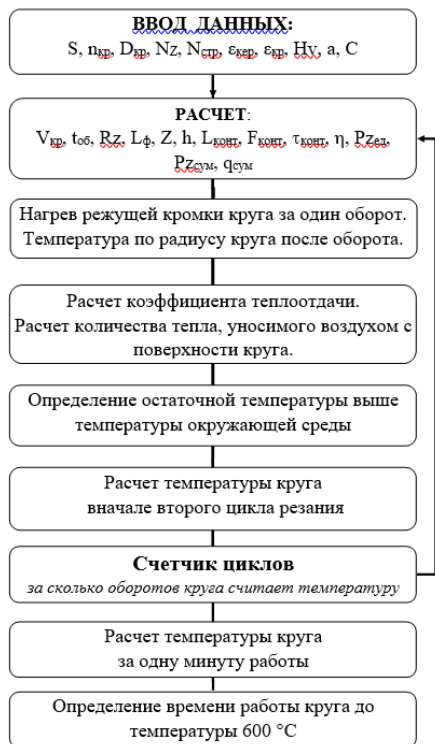 ВВОД ДАННЫХ:
S, nкр, Dкр, Nz, Nстр, εкер, εкр, Hv, a, C
РАСЧЕТ:
Vкр, tоб, Rz, Lф, Z, h, Lконт, Fконт, τконт, η, Pzед,
Pzсум, qсум
Нагрев режущей кромки круга за один оборот.
Температура по радиусу круга после оборота.
Расчет коэффициента теплоотдачи.
Расчет количества тепла, уносимого воздухом с
поверхности круга.
Определение остаточной температуры выше
температуры окружающей среды
Расчет температуры круга
вначале второго цикла резания
Счетчик циклов
за сколько оборотов круга считает температуру
Расчет температуры круга
за одну минуту работы
Определение времени работы круга до
температуры 600 °C